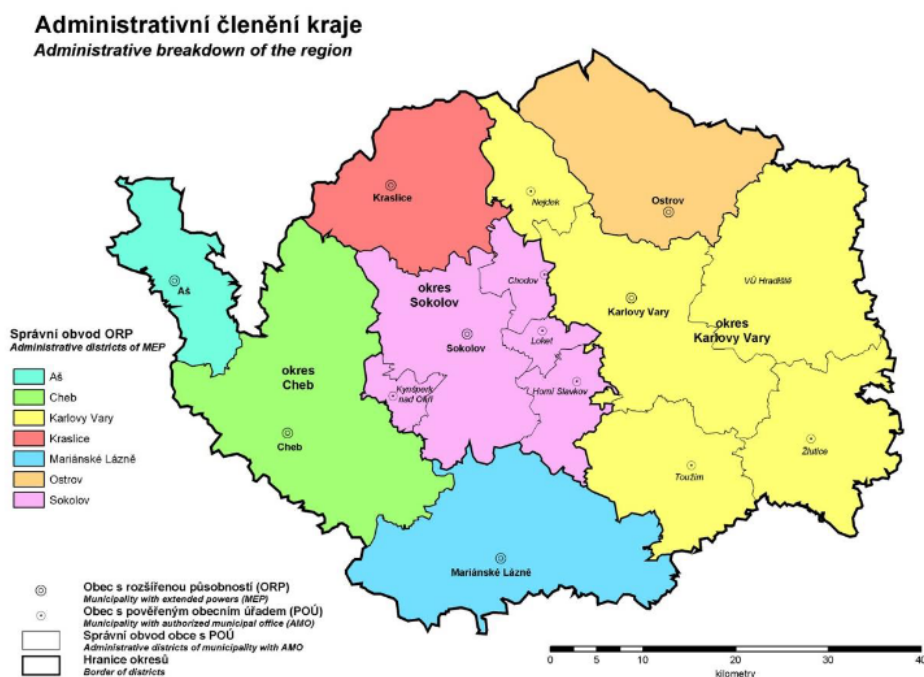 Administrativní členění kraje
Administrative breakdown of the region
Kraslice
Nejdek
Ostrov
Aš
Chodov
VÚ Hradiště
okres
Sokolov
Karlovy Vary
okres
Karlovy Vary
Sokolov
Loket
okres
Cheb
Kynšperk
nad Ohří
Horní Slavkov
Cheb
Toužim
Žlutice
Mariánské Lázně
Správní obvod ORP
Administrative districts of MEP
Aš
Cheb
Karlovy Vary
Kraslice
Mariánské Lázně
Ostrov
Sokolov
Obec s rozšířenou působností (ORP)
Municipality with extended powers (MEP)
Obec s pověřeným obecním úřadem (POÚ)
Municipality with authorized municipal office (AMO)
Správní obvod obce s POÚ
Administrative districts of municipality with AMO
Hranice okresů
Border of districts
0 5 10 20 30 40
kilometry